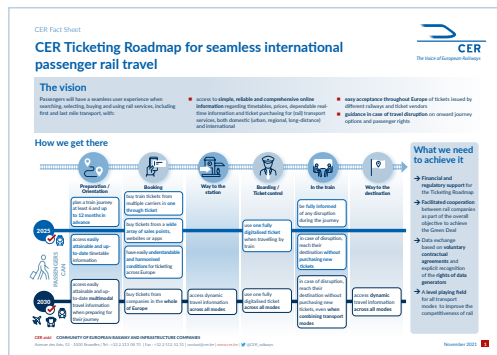 CER Fact Sheet
CER Ticketing Roadmap for seamless international
passenger rail travel
CER
The Voice of European Railways
The vision
Passengers will have a seamless user experience when
searching, selecting, buying and using rail services, including
first and last mile transport, with:
access to simple, reliable and comprehensive online
information regarding timetables, prices, dependable real-
time information and ticket purchasing for (rail) transport
services, both domestic (urban, regional, long-distance)
and international
easy acceptance throughout Europe of tickets issued by
different railways and ticket vendors
guidance in case of travel disruption on onward journey
options and passenger rights
How we get there
Preparation /
Orientation
Booking
Way to the
station
Boarding /
Ticket control
In the train
Way to the
destination
2025
PASSENGERS
CAN
2030
plan a train journey
at least 6 and up
to 12 months in
advance
access easily
attainable and up-
to-date timetable
information
access easily
attainable and up-
to-date multimodal
travel information
when preparing for
their journey
buy train tickets from
multiple carriers in one
through ticket
buy tickets from a wide
array of sales points,
websites or apps
have easily understandable
and harmonised
conditions for ticketing
across Europe
buy tickets from
companies in the whole
of Europe
access dynamic
travel information
across all modes
use one fully
digitalised ticket
when travelling by
train
use one fully
digitalised ticket
across all modes
be fully informed
of any disruption
during the journey
in case of disruption,
reach their
destination without
purchasing new
tickets
in case of disruption,
reach their
destination without
purchasing new
tickets, even when
combining transport
modes
access dynamic
travel information
across all modes
What we need
to achieve it
Financial and
regulatory support for
the Ticketing Roadmap
Facilitated cooperation
between rail companies
as part of the overall
objective to achieve
the Green Deal
Data exchange
based on voluntary
contractual
agreements and
explicit recognition
of the rights of data
generators
A level playing field
for all transport
modes to improve the
competitiveness of rail
COMMUNITY OF EUROPEAN RAILWAY AND INFRASTRUCTURE COMPANIES
@CER_railways
November 2021